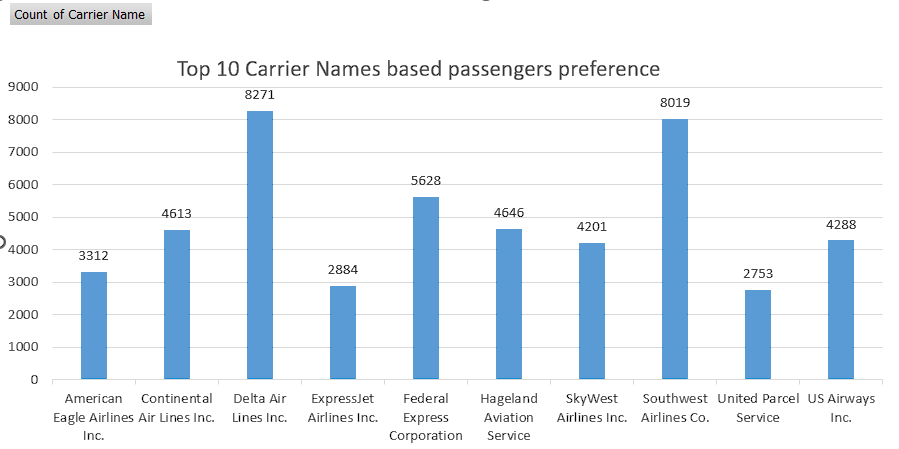 Count of Carrier Name
Top 10 Carrier Names based passengers preference
9000
8000
7000
6000
5000
4000
3000
2000
1000
0
3312
4613
8271
2884
5628
4646
4201
8019
2753
4288
American
Eagle Airlines
Inc.
Continental
Air Lines Inc.
Delta Air
Lines Inc.
ExpressJet
Airlines Inc.
Federal
Express
Corporation
Hageland
Aviation
Service
SkyWest
Airlines Inc.
Southwest
Airlines Co.
United Parcel
Service
US Airways
Inc.